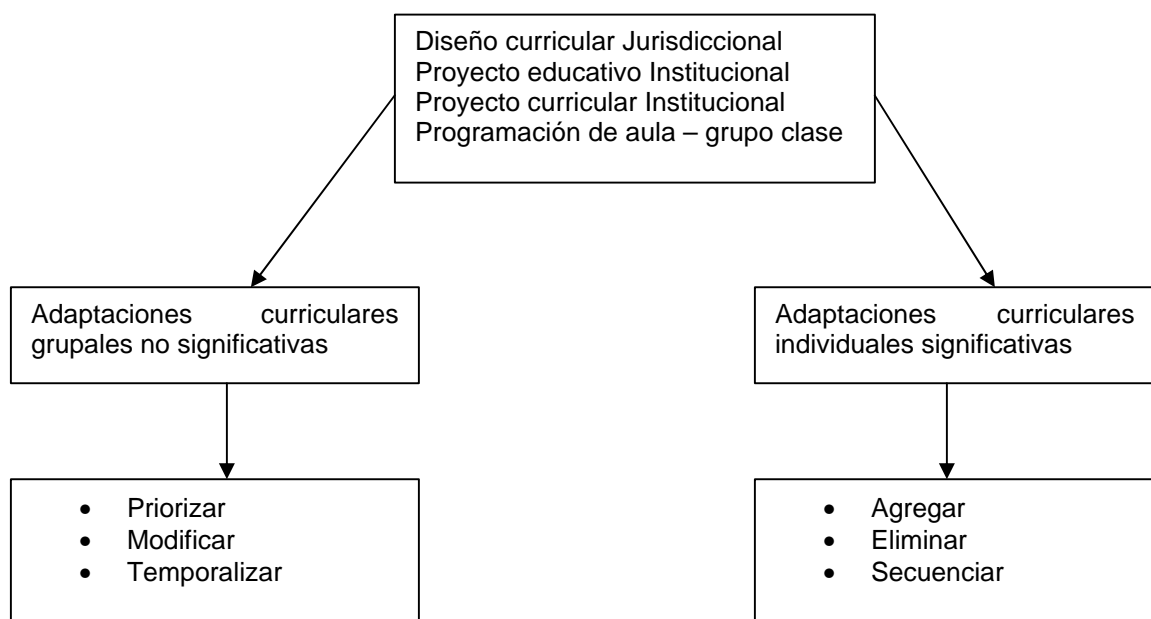 Diseño curricular Jurisdiccional
Proyecto educativo Institucional
Proyecto curricular Institucional
Programación de aula – grupo clase
Adaptaciones curriculares
grupales no significativas
Adaptaciones curriculares
individuales significativas
• Priorizar
• Modificar
• Temporalizar
• Agregar
• Eliminar
• Secuenciar